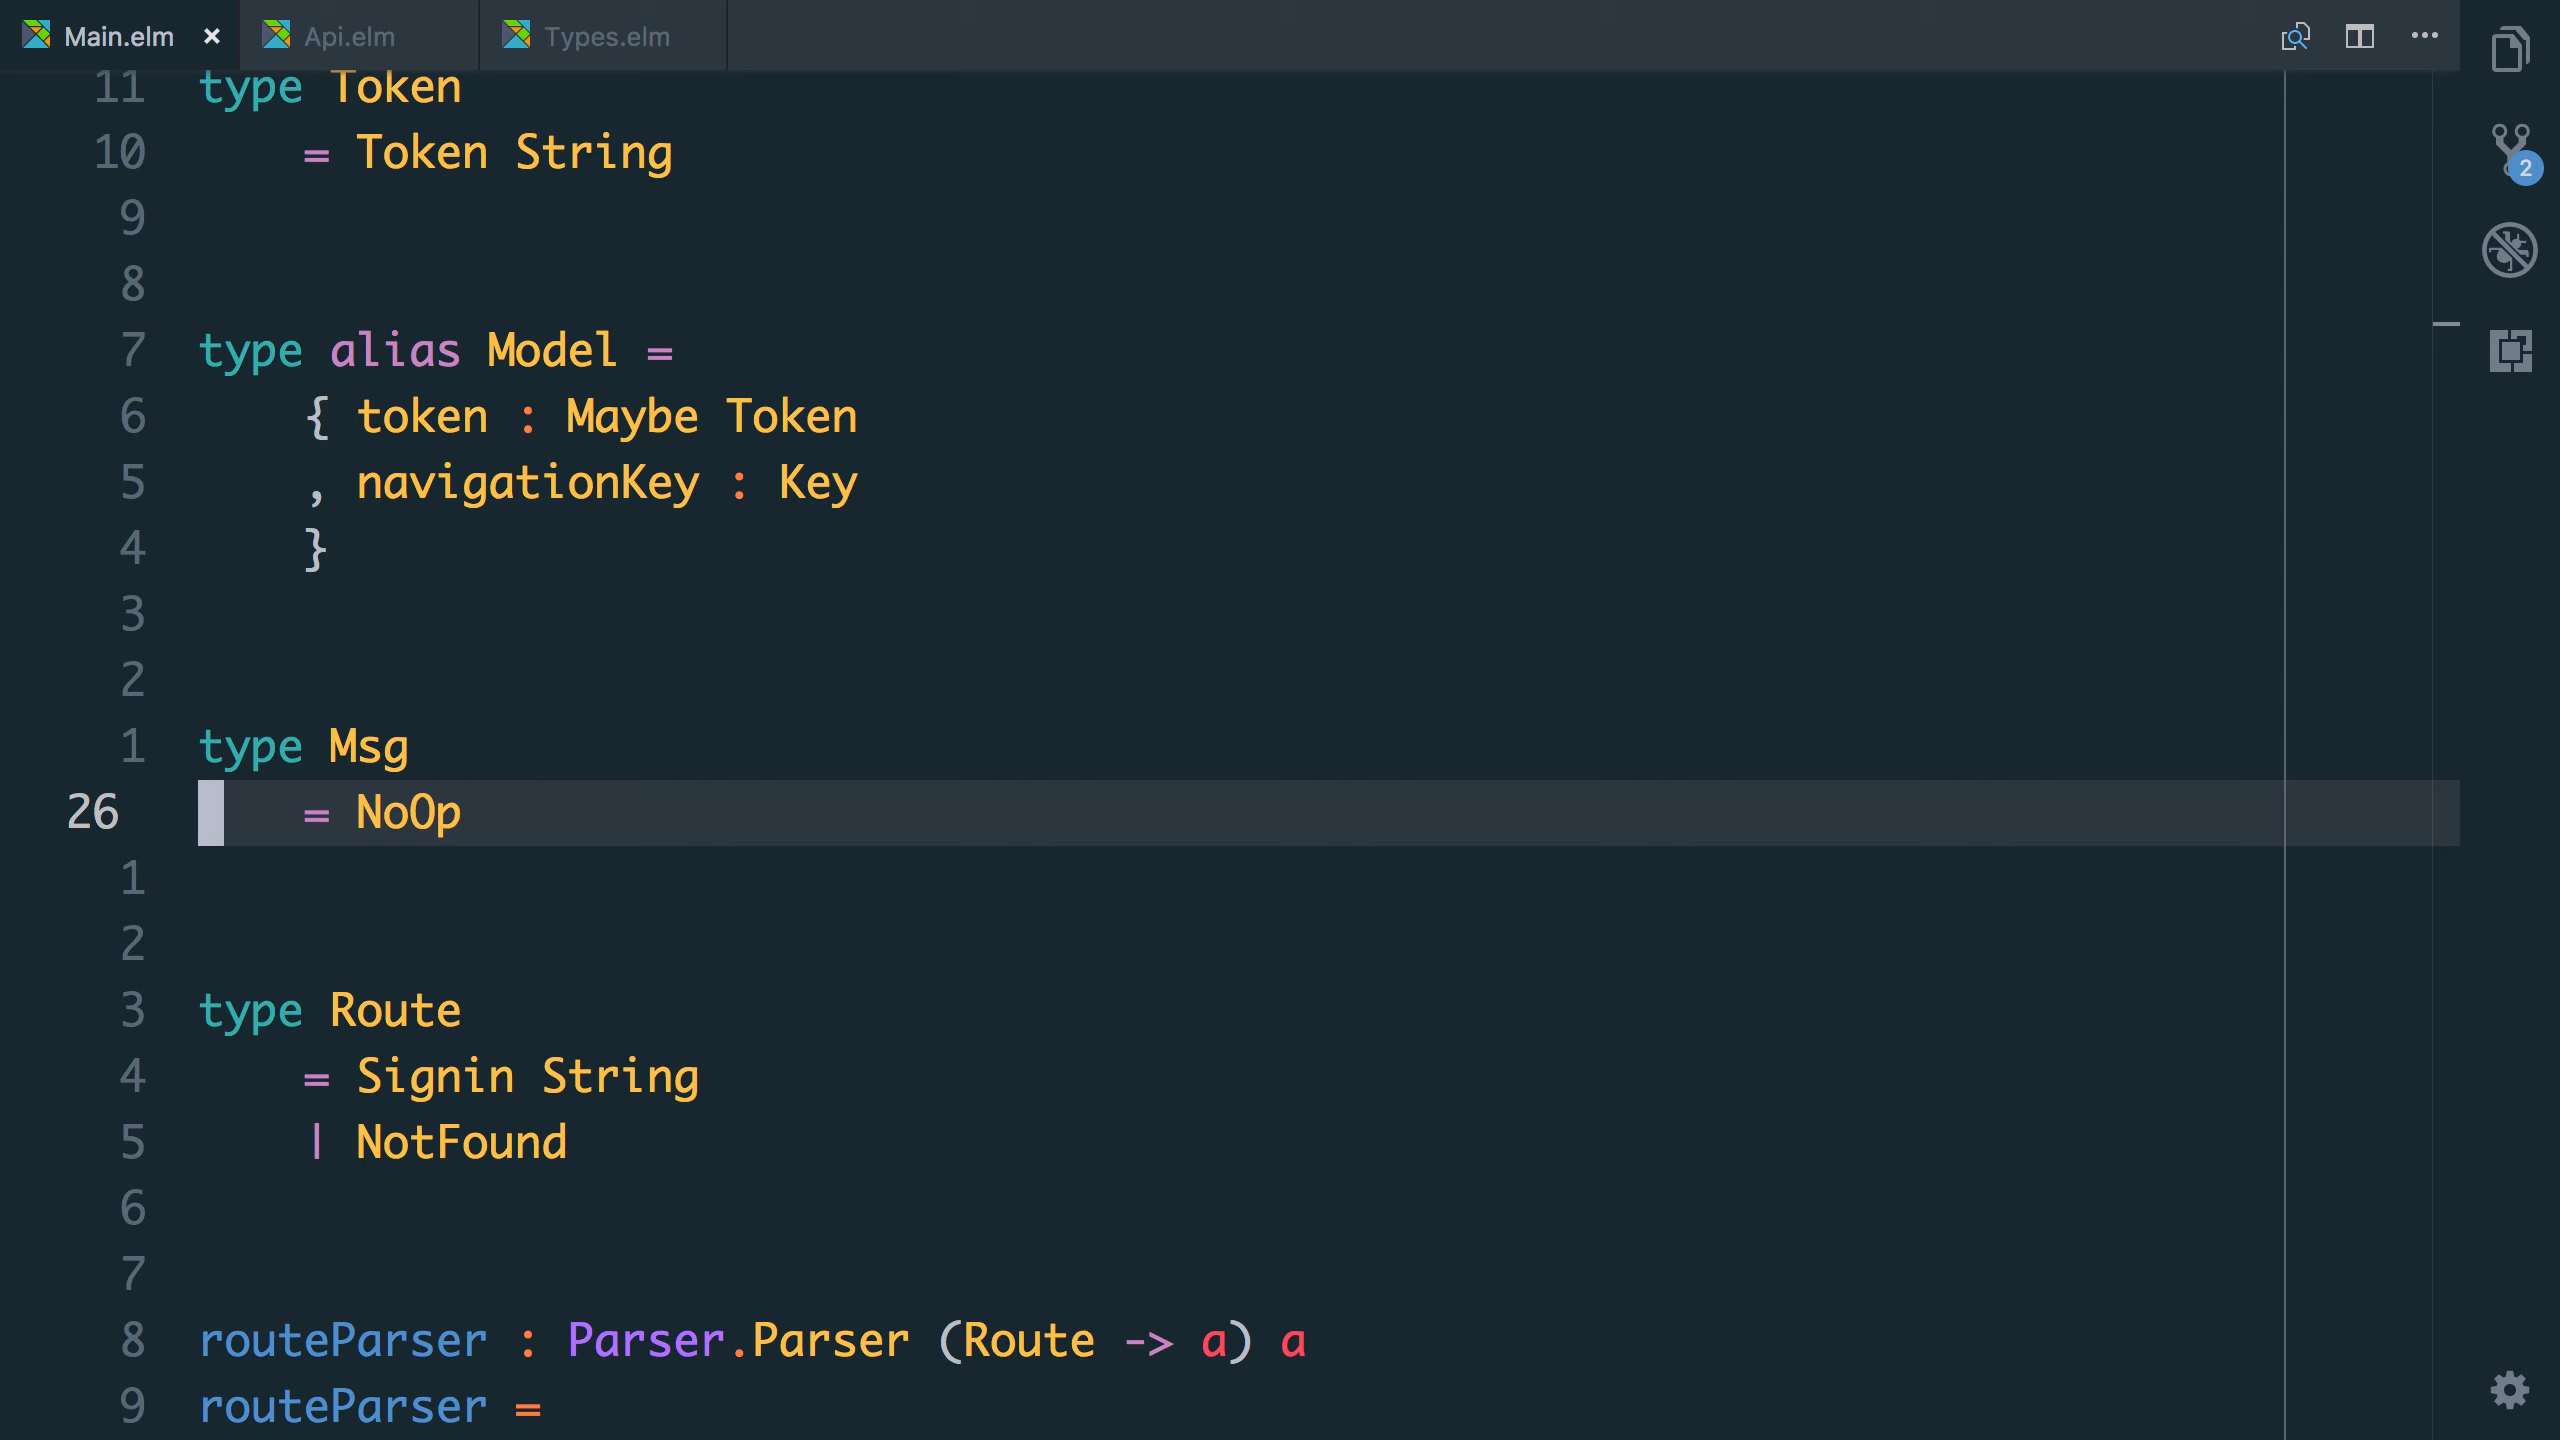 Main.elm × Api.elm Types.elm
11 type Token
10 = Token String
9
8
7 type alias Model =
6 { token : Maybe Token
5 , navigationKey : Key
4 }
3
2
1 type Msg
26 = NoOp
1
2
3 type Route
4 = Signin String
5 | NotFound
6
7
8 routeParser : Parser.Parser (Route -> a) a
9 routeParser =
2